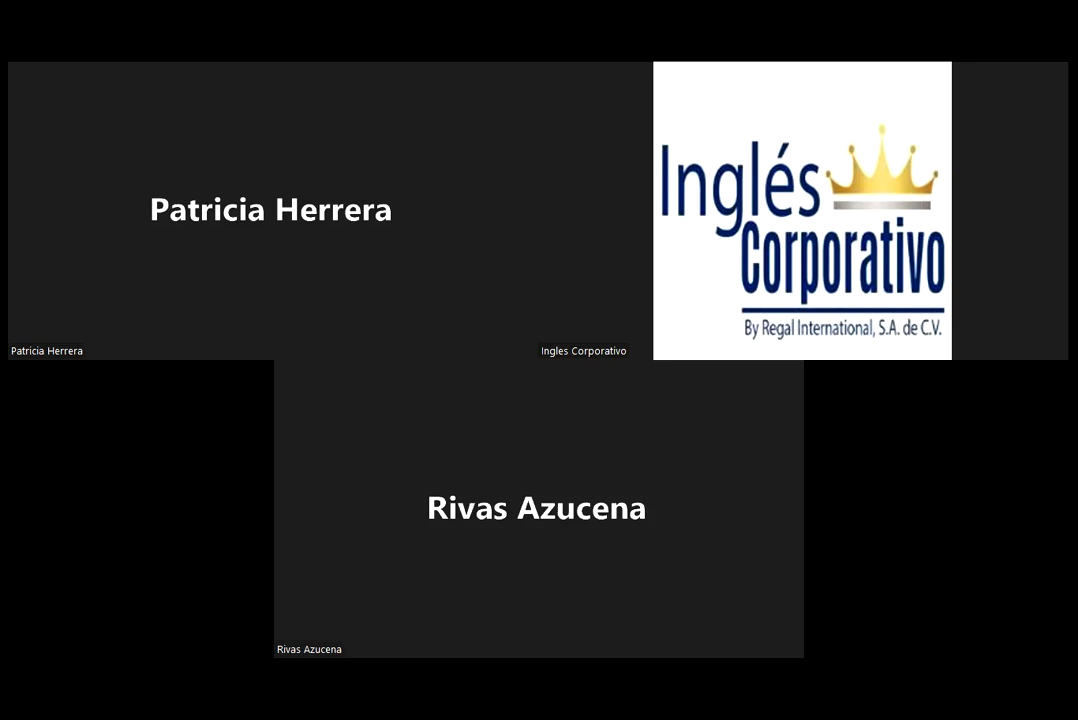 Patricia Herrera
Patricia Herrera
Inglés
Corporativo
By Regal International, S.A. de C.V.
Ingles Corporativo
Rivas Azucena
Rivas Azucena